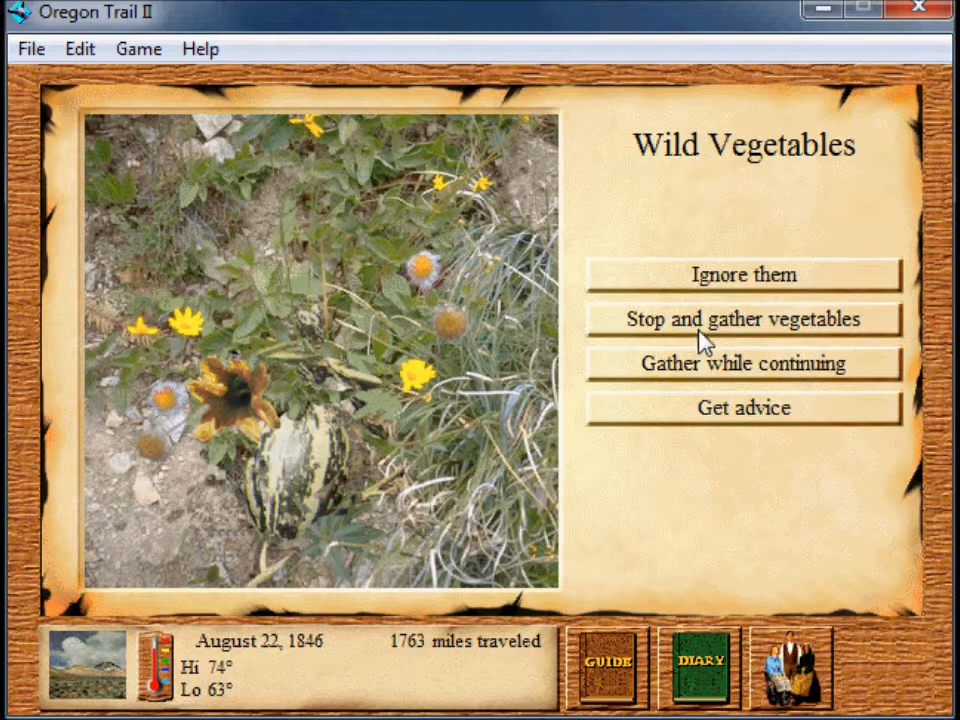 Oregon Trail II
File Edit Game Help
Wild Vegetables
Ignore them
Stop and gather vegetables
Gather while continuing
Get advice
August 22, 1846 1763 miles traveled
Hi 74°
Lo 63°
GUIDE
DIARY